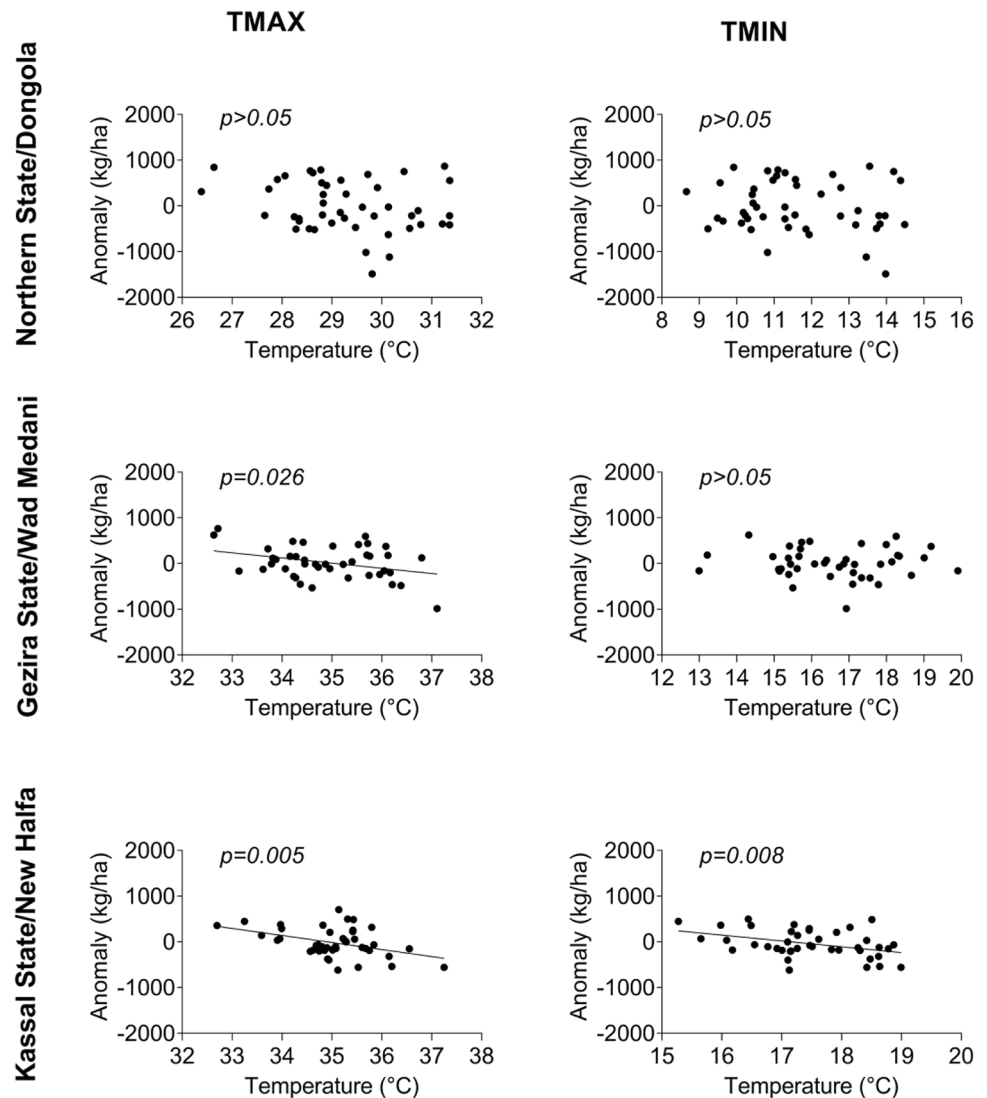 TMAX
TMIN
Northern State/Dongola
p>0.05
Anomaly (kg/ha)
2000
1000
0
-1000
-2000
26 27 28 29 30 31 32
Temperature (°C)
p>0.05
Anomaly (kg/ha)
2000
1000
0
-1000
-2000
8 9 10 11 12 13 14 15 16
Temperature (°C)
Gezira State/Wad Medani
p=0.026
Anomaly (kg/ha)
2000
1000
0
-1000
-2000
32 33 34 35 36 37 38
Temperature (°C)
p>0.05
Anomaly (kg/ha)
2000
1000
0
-1000
-2000
12 13 14 15 16 17 18 19 20
Temperature (°C)
Kassal State/New Halfa
p=0.005
Anomaly (kg/ha)
2000
1000
0
-1000
-2000
32 33 34 35 36 37 38
Temperature (°C)
p=0.008
Anomaly (kg/ha)
2000
1000
0
-1000
-2000
15 16 17 18 19 20
Temperature (°C)